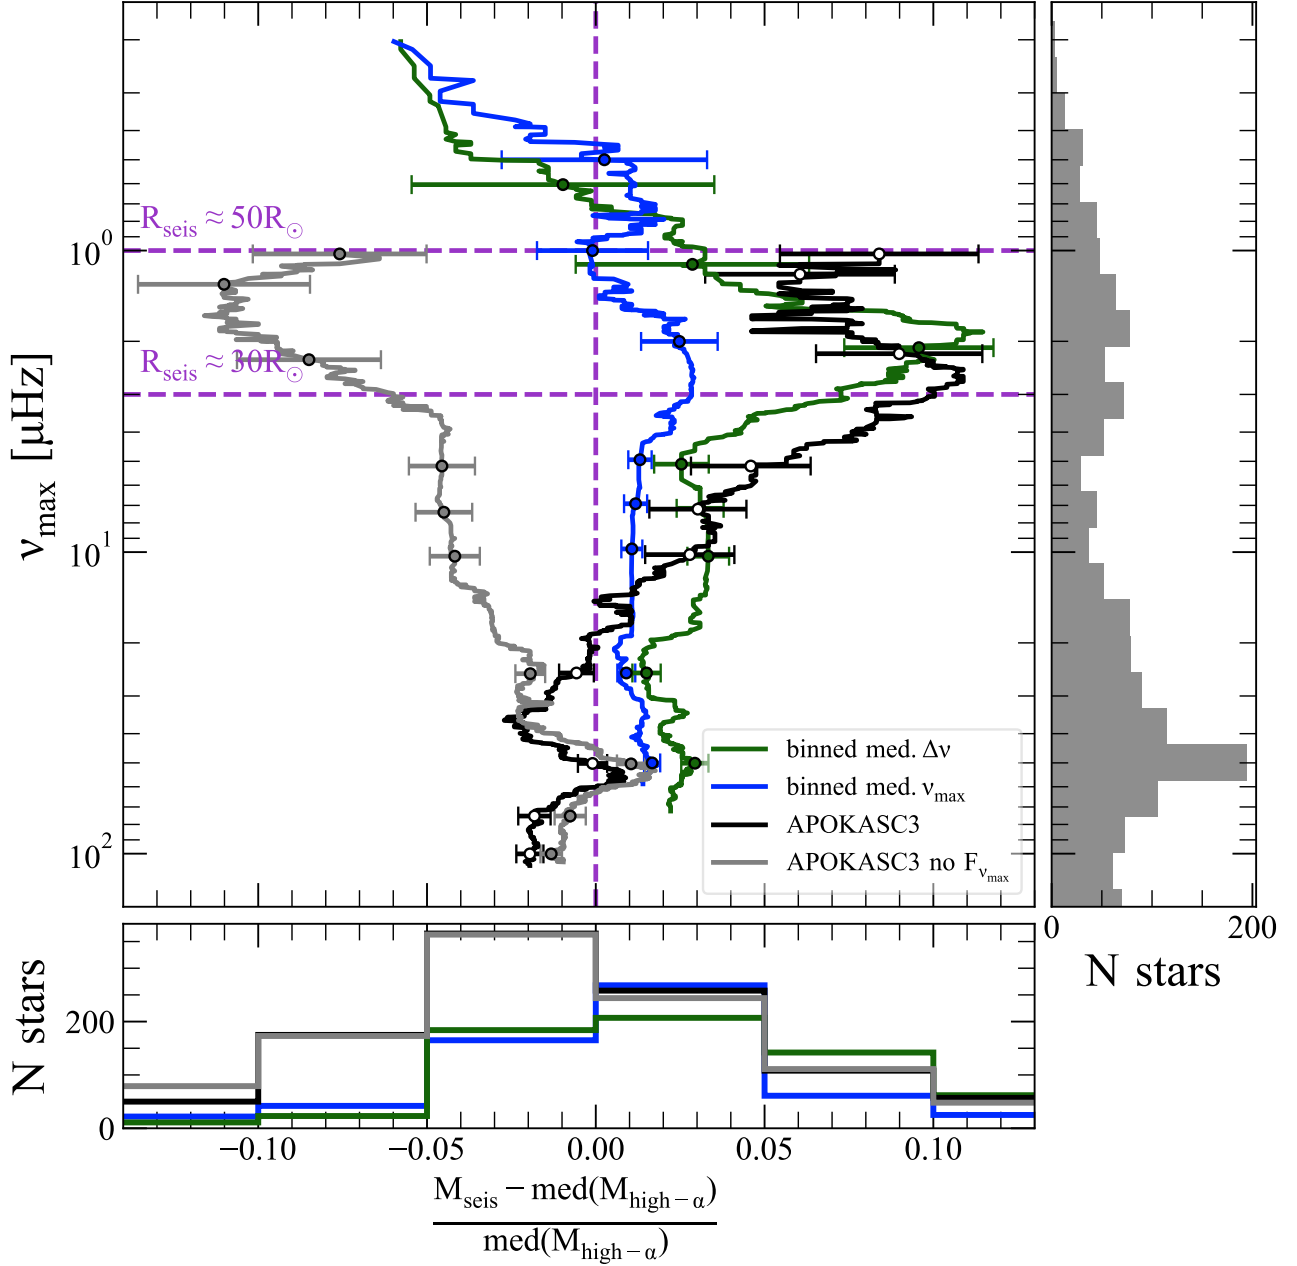 R_seis ≈ 50R_⊙
10^0
R_seis ≈ 30R_⊙
ν_max [μHz]
10^1
binned med. Δν
binned med. ν_max
APOKASC3
APOKASC3 no F_ν_max
10^2
0 200
N stars
N stars
200
0
−0.10 −0.05 0.00 0.05 0.10
M_seis − med(M_high−α)
med(M_high−α)